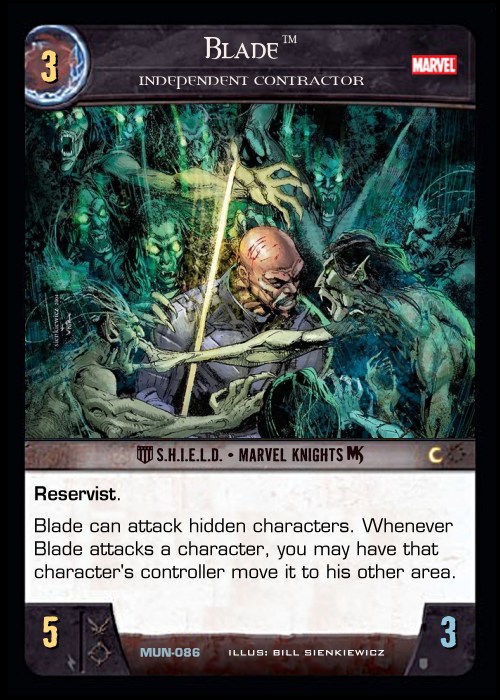 3
Blade™
INDEPENDENT CONTRACTOR
MARVEL
S.H.I.E.L.D. • MARVEL KNIGHTS MK
C
Reservist.
Blade can attack hidden characters. Whenever
Blade attacks a character, you may have that
character's controller move it to his other area.
5
3
MUN-086
ILLUS: BILL SIENKIEWICZ